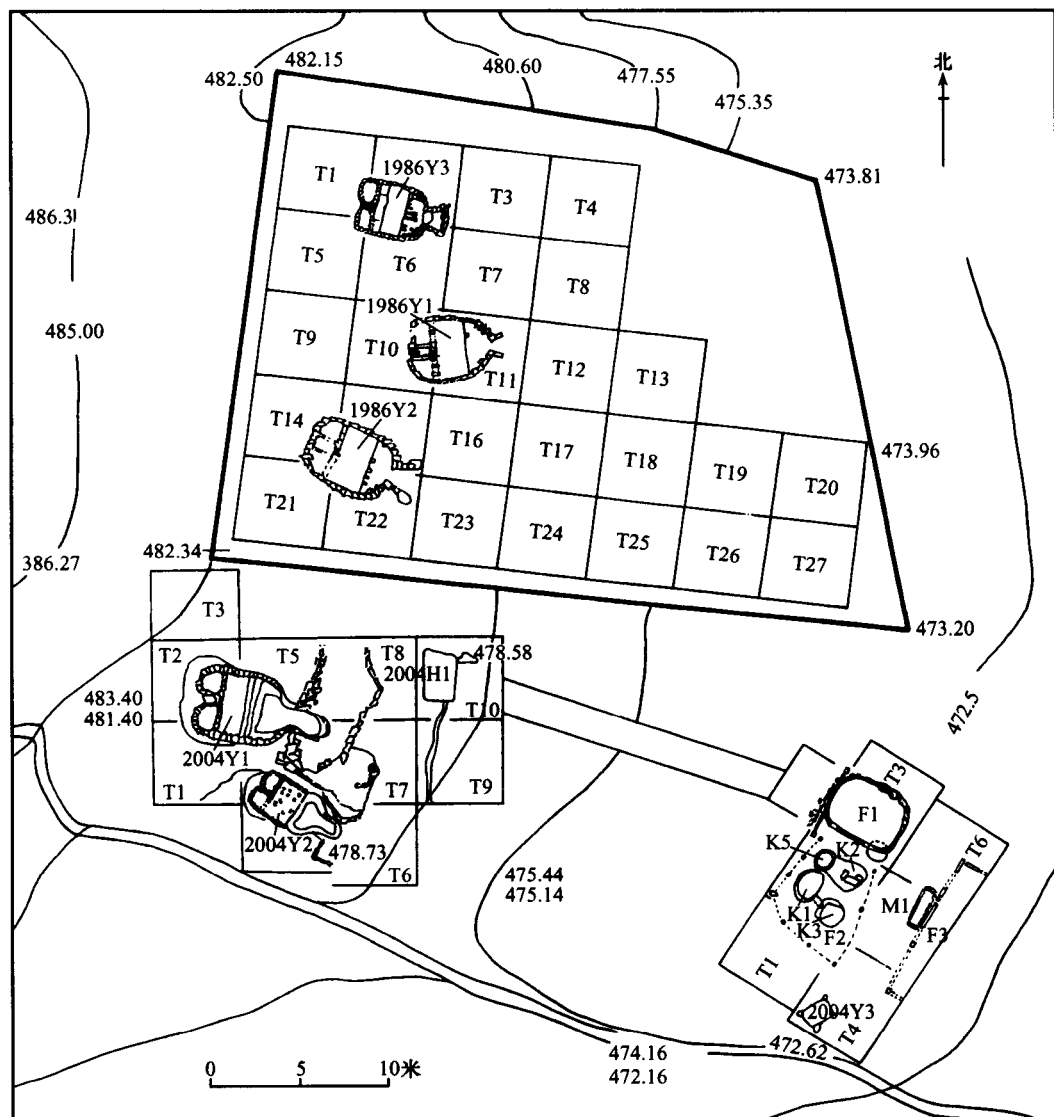 482.15
480.60
477.55
482.50
475.35
北
473.81
T1
1986Y3
T3
T4
486.3
T5
T6
T7
T8
1986Y1
485.00
T9
T10
T11
T12
T13
1986Y2
T14
T16
T17
T18
T19
T20
473.96
T21
T22
T23
T24
T25
T26
T27
482.34
386.27
473.20
T3
T2
T5
T8
478.58
2004H1
483.40
481.40
T10
472.5
2004Y1
T1
T7
T9
T3
F1
2004Y2
478.73
T6
K5
K2
T6
475.44
475.14
M1
K1
K3
F2
F3
T1
2004Y3
T4
0 5 10米
474.16
472.16
472.62